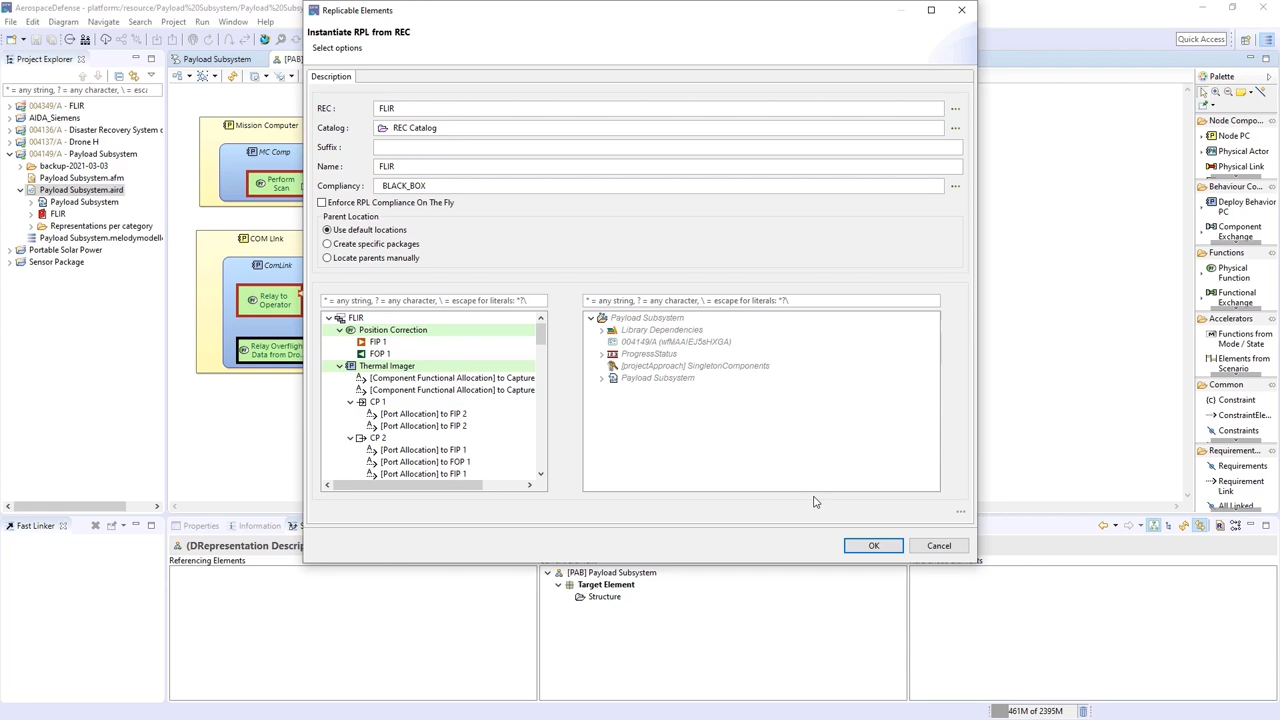 AerospaceDefense - platform:/resource/Payload%20Subsystem/Payload%20Subs
File Edit Diagram Navigate Search Project Run Window Help
Quick Access
Project Explorer
* = any string, ? = any character, \ = esca
004349/A - FLIR
AIDA_Siemens
004136/A - Disaster Recovery System c
004137/A - Drone H
004149/A - Payload Subsystem
backup-2021-03-03
Payload Subsystem.afm
Payload Subsystem.aird
Payload Subsystem
FLIR
Representations per category
Payload Subsystem.melodymodelle
Portable Solar Power
Sensor Package
Payload Subsystem
[PAB]
Mission Computer
MC Comp
Perform
Scan
COM Link
ComLink
Relay to
Operator
Relay Overfligh
Data from Dro..
Replicable Elements
Instantiate RPL from REC
Select options
Description
REC : FLIR
Catalog : REC Catalog
Suffix :
Name : FLIR
Compliancy : BLACK_BOX
Enforce RPL Compliance On The Fly
Parent Location
Use default locations
Create specific packages
Locate parents manually
* = any string, ? = any character, \ = escape for literals: *?\
FLIR
Position Correction
FIP 1
FOP 1
Thermal Imager
[Component Functional Allocation] to Capture
[Component Functional Allocation] to Capture
CP 1
[Port Allocation] to FIP 2
[Port Allocation] to FIP 2
CP 2
[Port Allocation] to FIP 1
[Port Allocation] to FOP 1
[Port Allocation] to FIP 1
* = any string, ? = any character, \ = escape for literals: *?\
Payload Subsystem
Library Dependencies
004149/A
ProgressStatus
[projectApproach] SingletonComponents
Payload Subsystem
OK
Cancel
Palette
Node Compo...
Node PC
Physical Actor
Physical Link
Behaviour Co...
Deploy Behavior
PC
Component
Exchange
Functions
Physical
Function
Functional
Exchange
Accelerators
Functions from
Mode / State
Elements from
Scenario
Common
Constraint
ConstraintEle...
Constraints
Requirement...
Requirements
Requirement
Link
All Linked
Fast Linker
Properties
Information
S
(DRepresentation Descrip
Referencing Elements
[PAB] Payload Subsystem
Target Element
Structure
461M of 2395M